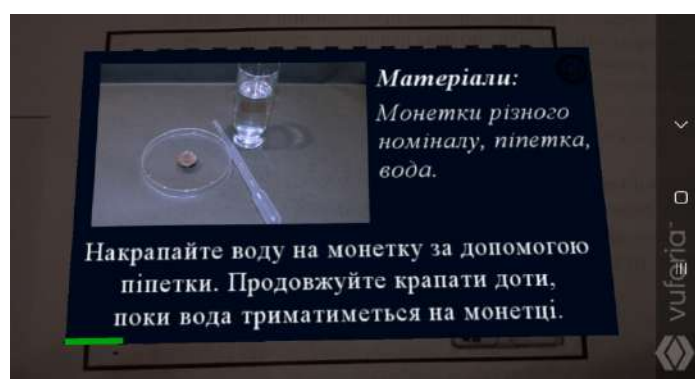 Матеріали:
Монетки різного
номіналу, піпетка,
вода.
Накрапайте воду на монетку за допомогою
піпетки. Продовжуйте крапати доти,
поки вода триматиметься на монетці.
vuforia